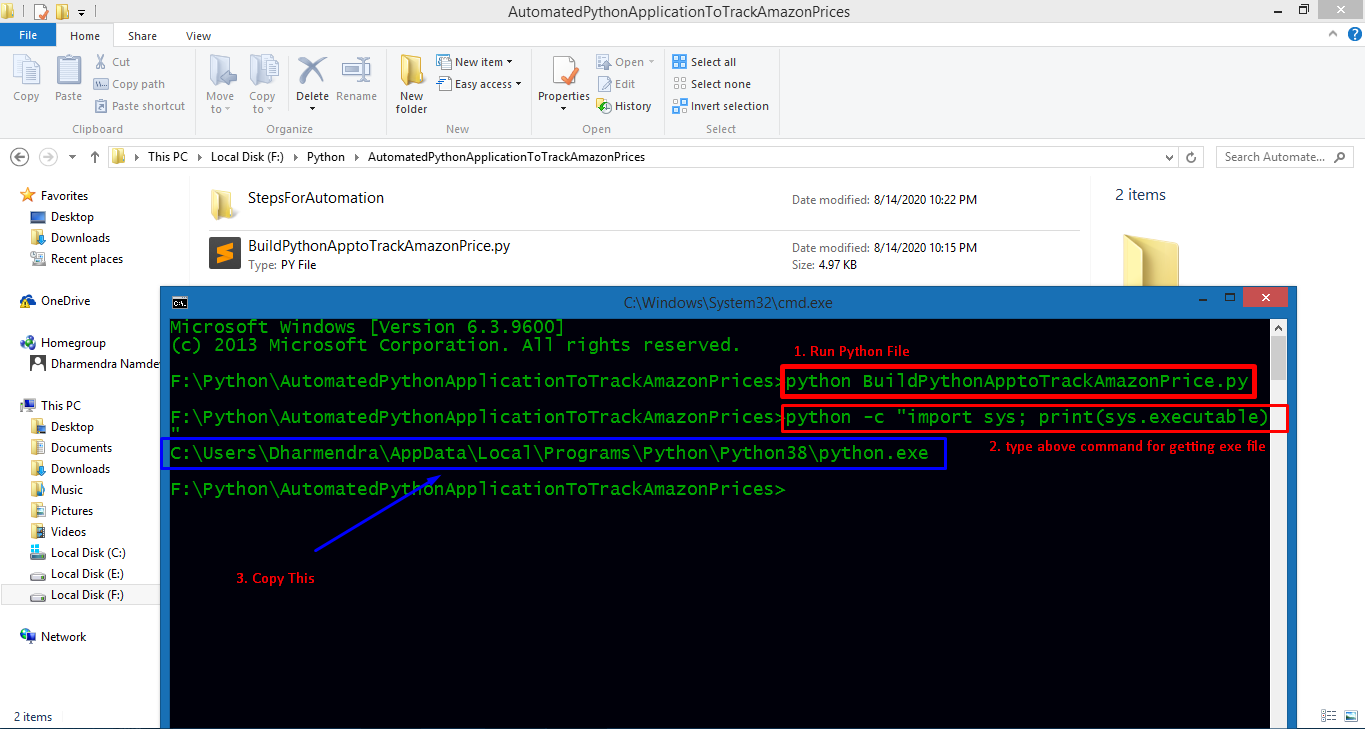 AutomatedPythonApplicationToTrackAmazonPrices
File Home Share View
Copy
Paste
Cut
Copy path
Paste shortcut
Clipboard
Move to
Copy to
Delete
Rename
Organize
New folder
New item
Easy access
New
Properties
Open
Edit
History
Open
Select all
Select none
Invert selection
Select
This PC Local Disk (F:) Python AutomatedPythonApplicationToTrackAmazonPrices
Search Automate...
Favorites
Desktop
Downloads
Recent places
OneDrive
Homegroup
Dharmendra Namde
This PC
Desktop
Documents
Downloads
Music
Pictures
Videos
Local Disk (C:)
Local Disk (E:)
Local Disk (F:)
Network
2 items
StepsForAutomation
Date modified: 8/14/2020 10:22 PM
BuildPythonApptoTrackAmazonPrice.py
Type: PY File
Date modified: 8/14/2020 10:15 PM
Size: 4.97 KB
2 items
C:\.
C:\Windows\System32\cmd.exe
Microsoft Windows [Version 6.3.9600]
(c) 2013 Microsoft Corporation. All rights reserved.
1. Run Python File
F:\Python\AutomatedPythonApplicationToTrackAmazonPrices>python BuildPythonApptoTrackAmazonPrice.py
F:\Python\AutomatedPythonApplicationToTrackAmazonPrices>python -c "import sys; print(sys.executable)
"
2. type above command for getting exe file
C:\Users\Dharmendra\AppData\Local\Programs\Python\Python38\python.exe
F:\Python\AutomatedPythonApplicationToTrackAmazonPrices>
3. Copy This